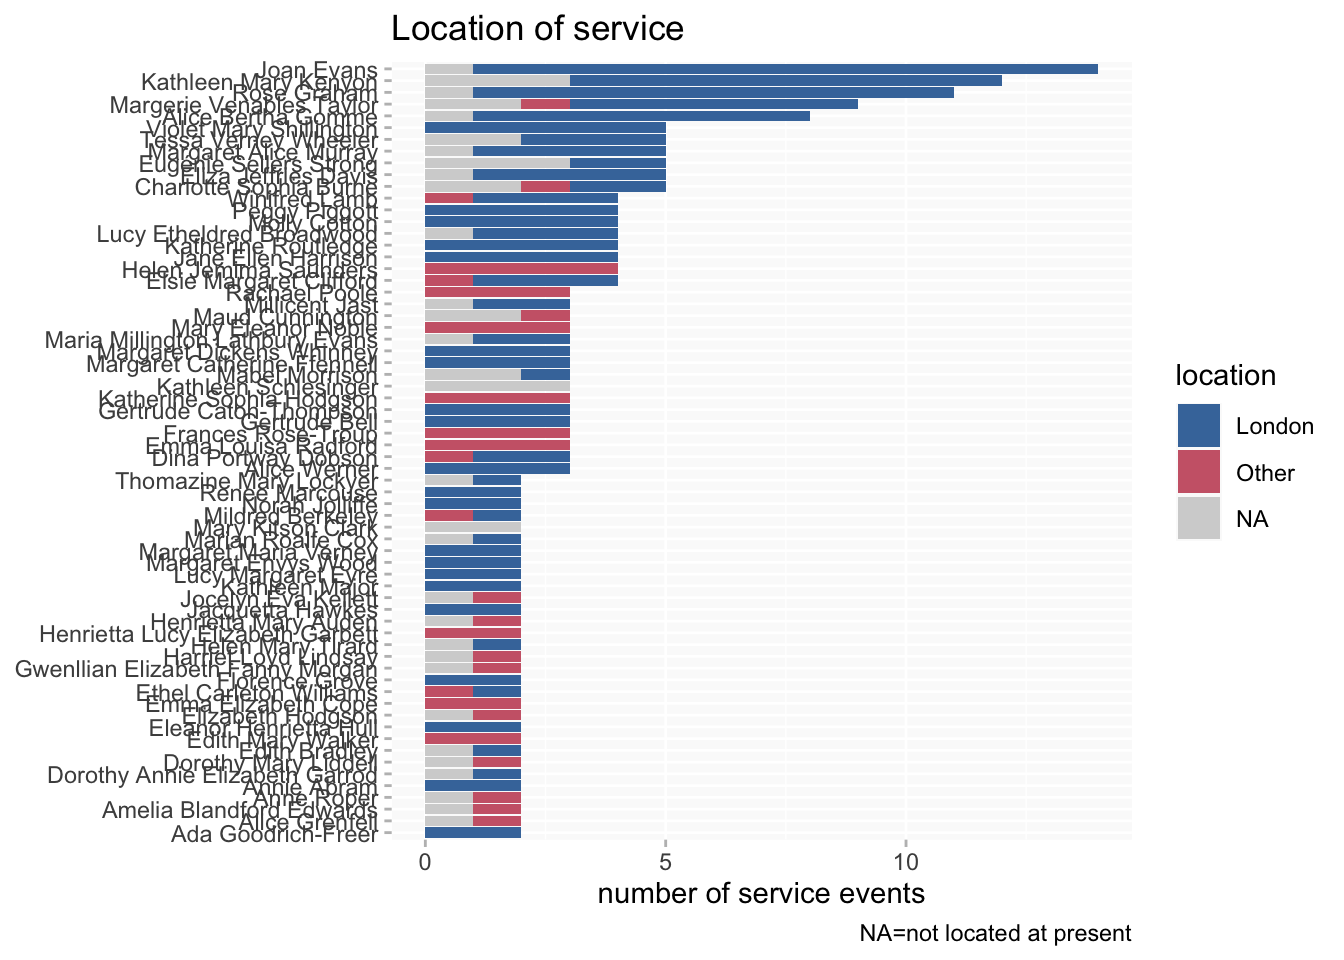 Location of service
Joan Evans
Kathleen Mary Kenyon
Rose Graham
Margerie Venables Taylor
Alice Bertha Gomme
Violet Mary Shillington
Tessa Verney Wheeler
Margaret Alice Murray
Eugenie Sellers Strong
Eliza Jeffries Davis
Charlotte Sophia Burne
Winifred Lamb
Peggy Piggott
Molly Cotton
Lucy Etheldred Broadwood
Katherine Routledge
Jane Ellen Harrison
Helen Jemima Saunders
Elsie Margaret Clifford
Rachael Poole
Millicent Jast
Maud Cunnington
Mary Eleanor Noble
Maria Millington Lathbury Evans
Margaret Dickens Whinney
Margaret Catherine Ffennell
Mabel Morrison
Kathleen Schlesinger
Katherine Sophia Hodgson
Gertrude Caton-Thompson
Gertrude Bell
Frances Rose-Troup
Emma Louisa Radford
Dina Portway Dobson
Alice Werner
Thomazine Mary Lockyer
Renée Marcouse
Norah Jolliffe
Mildred Berkeley
Mary Kitson Clark
Marian Roalfe Cox
Margaret Maria Verney
Margaret Enyys Wood
Lucy Margaret Eyre
Kathleen Major
Jocelyn Eva Kellett
Jacquetta Hawkes
Henrietta Mary Auden
Henrietta Lucy Elizabeth Garbett
Helen Mary Tirard
Harriet Loyd Lindsay
Gwenllian Elizabeth Fanny Morgan
Florence Grove
Ethel Carleton Williams
Emma Elizabeth Cope
Elizabeth Hodgson
Eleanor Henrietta Hull
Edith Mary Walker
Edith Bradley
Dorothy Mary Liddell
Dorothy Annie Elizabeth Garrod
Annie Abram
Anne Roper
Amelia Blandford Edwards
Alice Grenfell
Ada Goodrich-Freer
0 5 10
number of service events
NA=not located at present
location
London
Other
NA